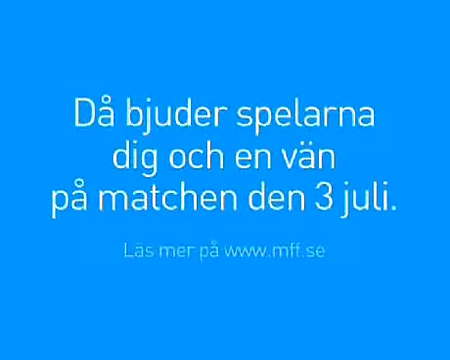 Då bjuder spelarna
dig och en vän
på matchen den 3 juli.
Läs mer på www.mff.se